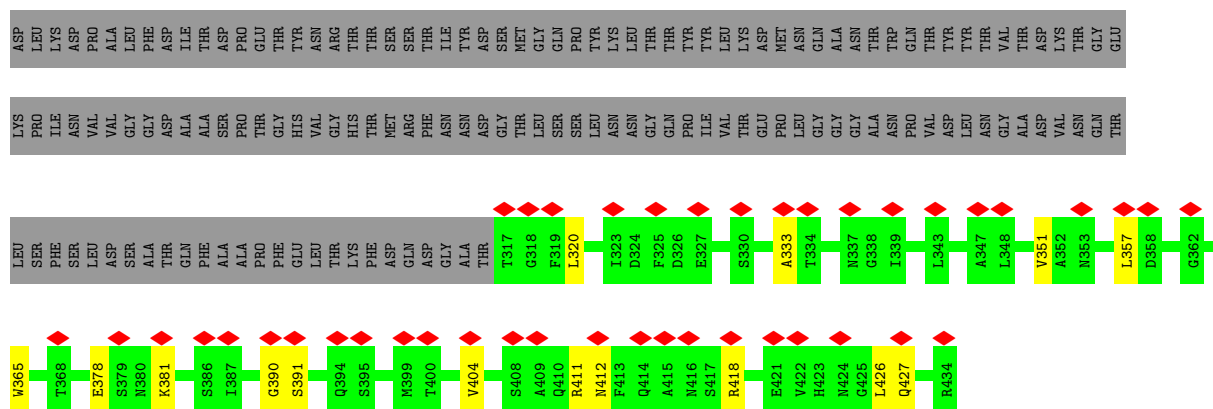 ASP LEU LYS ASP PRO ALA LEU PHE ASP ILE THR ASP PRO GLU THR TYR ASN ARG THR THR SER SER THR ILE TYR ASP SER MET GLY GLN PRO TYR LYS LEU THR THR TYR TYR LEU LYS ASP MET ASN GLN ALA ASN THR TRP GLN THR TYR TYR THR VAL THR ASP LYS THR GLY GLU
LYS PRO ILE ASN VAL VAL GLY GLY ASP ALA ALA SER PRO THR GLY HIS VAL GLY HIS THR MET ARG PHE ASN ASN ASP GLY THR LEU SER SER LEU ASN ASN GLY GLN PRO ILE VAL THR GLU PRO LEU GLY GLY GLY ALA ASN PRO VAL ASP LEU ASN GLY ALA ASP VAL ASN GLN THR
LEU SER PHE SER LEU ASP SER ALA THR GLN PHE ALA ALA PRO PHE GLU LEU THR LYS PHE ASP GLN ASP GLY ALA THR T317 G318 F319 L320 I323 D324 F325 D326 E327 S330 A333 T334 N337 G338 I339 L343 A347 L348 V351 A352 N353 L357 D358 G362
W365 T368 E378 S379 N380 K381 S386 I387 G390 S391 Q394 S395 M399 T400 V404 S408 A409 Q410 R411 N412 F413 Q414 A415 N416 S417 R418 E421 V422 H423 N424 G425 L426 Q427 R434